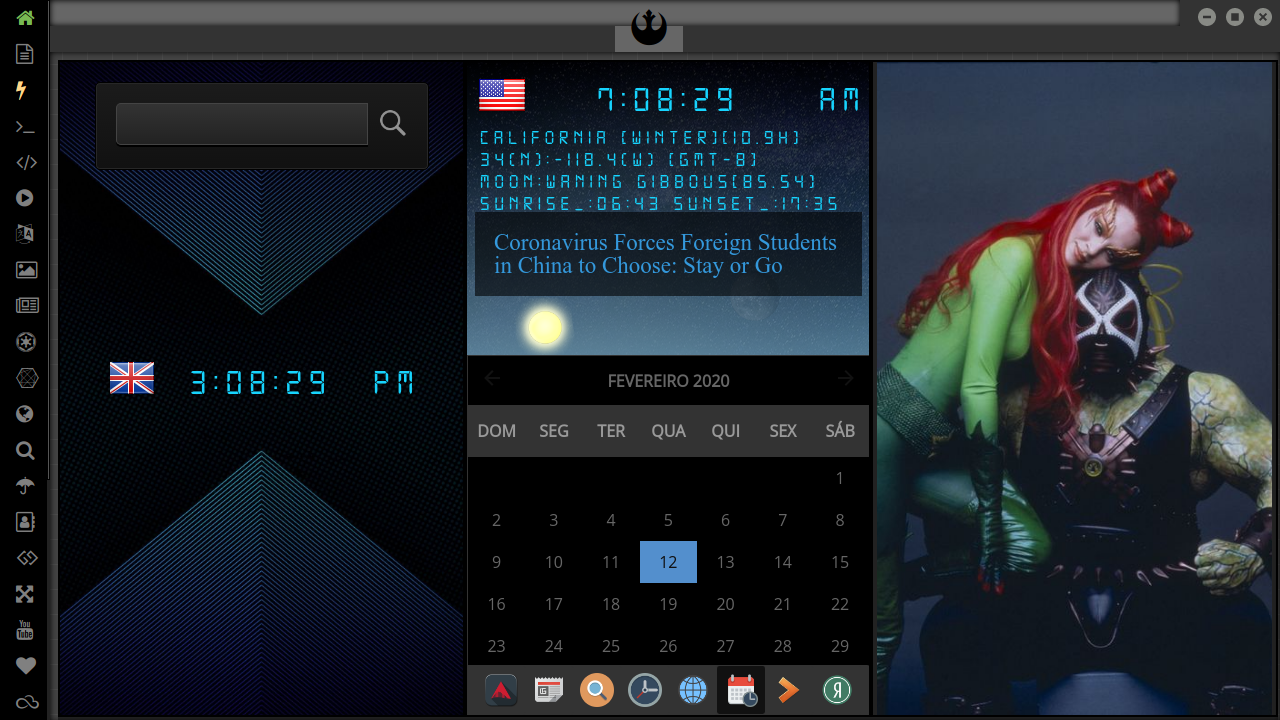 7:08:29 AM
CALIFORNIA (WINTER)(10.9H)
34(N):-118.4(W) (GMT-8)
MOON:WANING GIBBOUS(85.54)
SUNRISE_:06:43 SUNSET_:17:35
Coronavirus Forces Foreign Students
in China to Choose: Stay or Go
3:08:29 PM
FEVEREIRO 2020
DOM SEG TER QUA QUI SEX SÁB
1
2 3 4 5 6 7 8
9 10 11 12 13 14 15
16 17 18 19 20 21 22
23 24 25 26 27 28 29
You
Tube
Я